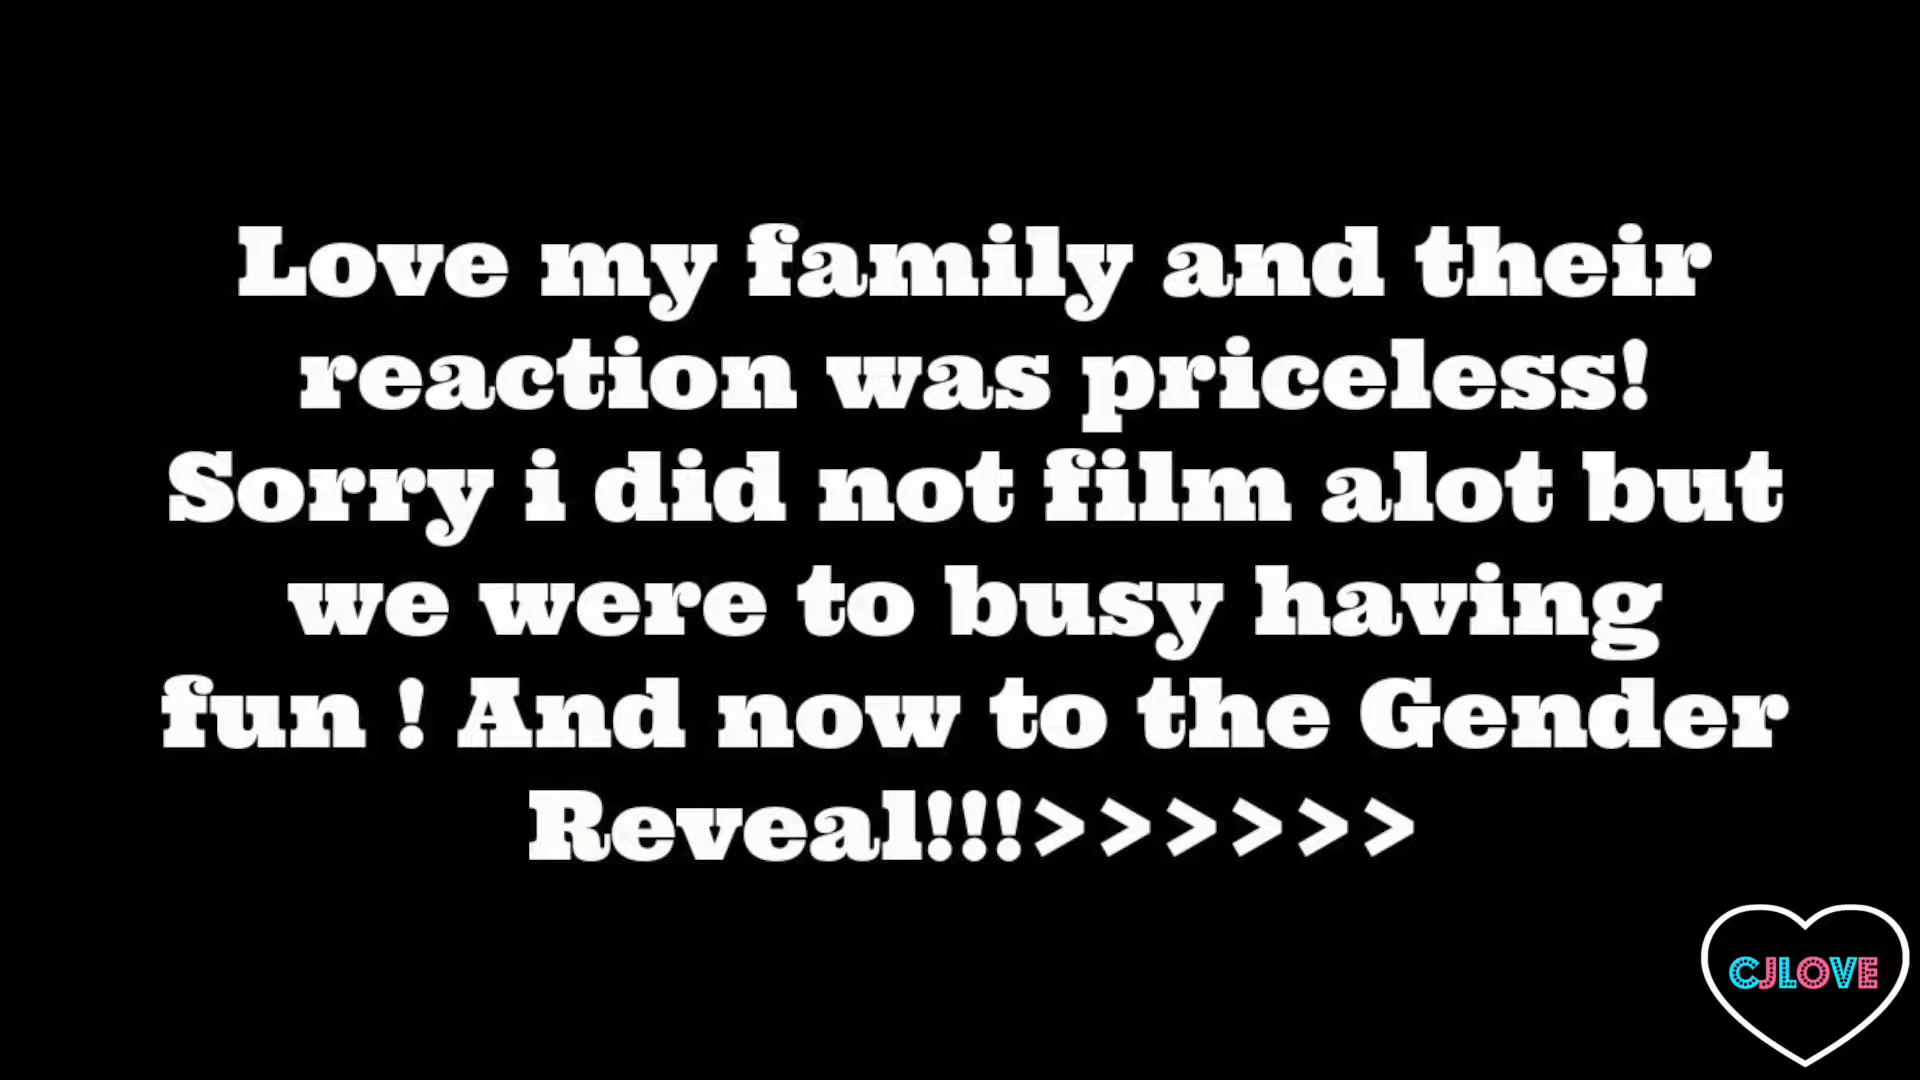 Love my family and their
reaction was priceless!
Sorry i did not film alot but
we were to busy having
fun ! And now to the Gender
Reveal!!!>>>>>>
CJLOVE